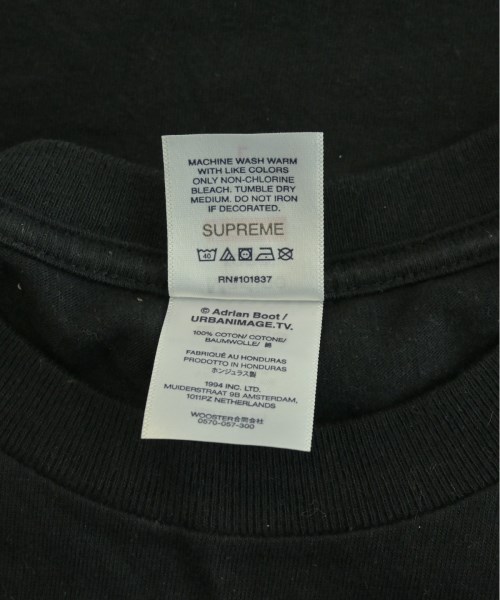 MACHINE WASH WARM
WITH LIKE COLORS
ONLY NON-CHLORINE
BLEACH. TUMBLE DRY
MEDIUM. DO NOT IRON
IF DECORATED.
SUPREME
40
RN#101837
© Adrian Boot /
URBANIMAGE.TV.
100% COTON/ COTONE/
BAUMWOLLE/ 綿
FABRIQUÉ AU HONDURAS
PRODOTTO IN HONDURAS
ホンジュラス製
1994 INC. LTD.
MUIDERSTRAAT 9B AMSTERDAM,
1011PZ NETHERLANDS
WOOSTER合同会社
0570-057-300